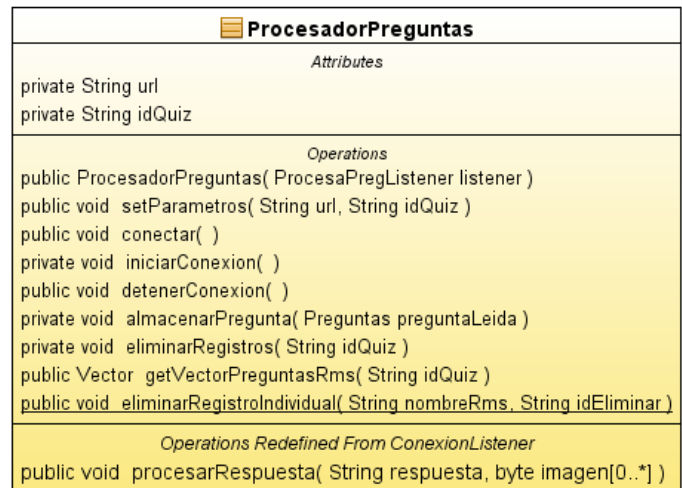 ProcesadorPreguntas
Attributes
private String url
private String idQuiz
Operations
public ProcesadorPreguntas( ProcesaPregListener listener )
public void setParametros( String url, String idQuiz )
public void conectar( )
private void iniciarConexion( )
public void detenerConexion( )
private void almacenarPregunta( Preguntas preguntaLeida )
private void eliminarRegistros( String idQuiz )
public Vector getVectorPreguntasRms( String idQuiz )
public void eliminarRegistroIndividual( String nombreRms, String idEliminar )
Operations Redefined From ConexionListener
public void procesarRespuesta( String respuesta, byte imagen[0..*] )